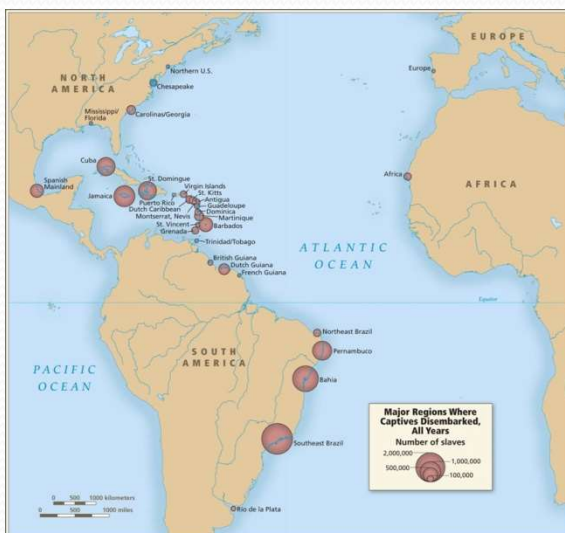 EUROPE
NORTH
AMERICA
Northern U.S.
Europe
Chesapeake
Mississippi/
Florida
Carolinas/Georgia
Cuba
St. Domingue
Virgin Islands
St. Kitts
Antigua
Guadeloupe
Spanish
Mainland
Jamaica
Puerto Rico
Dutch Caribbean
Montserrat, Nevis
Dominica
Martinique
St. Vincent
Grenada
Barbados
Africa
AFRICA
Trinidad/Tobago
ATLANTIC
OCEAN
British Guiana
Dutch Guiana
French Guiana
Equator
Northeast Brazil
SOUTH
AMERICA
Pernambuco
PACIFIC
OCEAN
Bahia
Southeast Brazil
Major Regions Where
Captives Disembarked,
All Years
Number of slaves
2,000,000
1,000,000
500,000
100,000
0 500 1000 kilometers
0 500 1000 miles
Rio de la Plata